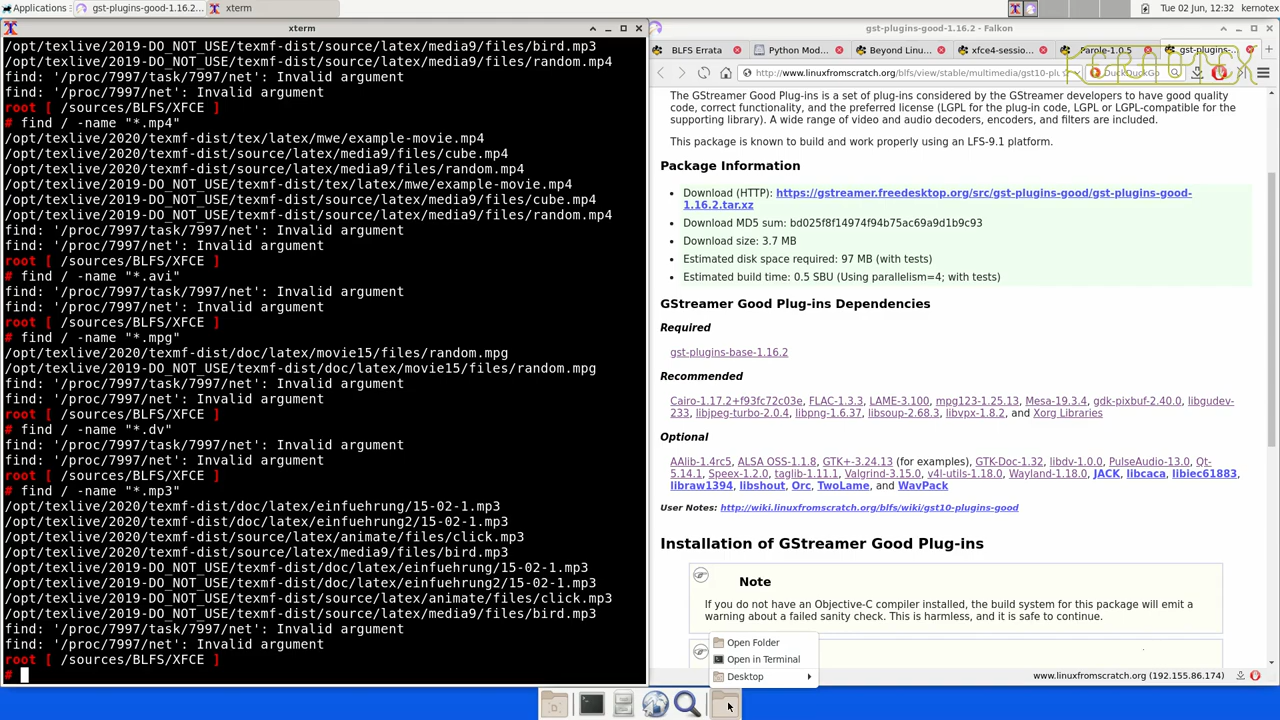 Applications
gst-plugins-good-1.16.2...
xterm
Tue 02 Jun, 12:32
kernotex
xterm
/opt/texlive/2019-DO_NOT_USE/texmf-dist/source/latex/media9/files/bird.mp3
/opt/texlive/2019-DO_NOT_USE/texmf-dist/source/latex/media9/files/random.mp4
find: '/proc/7997/task/7997/net': Invalid argument
find: '/proc/7997/net': Invalid argument
root [ /sources/BLFS/XFCE ]
# find / -name "*.mp4"
/opt/texlive/2020/texmf-dist/tex/latex/mwe/example-movie.mp4
/opt/texlive/2020/texmf-dist/source/latex/media9/files/cube.mp4
/opt/texlive/2020/texmf-dist/source/latex/media9/files/random.mp4
/opt/texlive/2019-DO_NOT_USE/texmf-dist/tex/latex/mwe/example-movie.mp4
/opt/texlive/2019-DO_NOT_USE/texmf-dist/source/latex/media9/files/cube.mp4
/opt/texlive/2019-DO_NOT_USE/texmf-dist/source/latex/media9/files/random.mp4
find: '/proc/7997/task/7997/net': Invalid argument
find: '/proc/7997/net': Invalid argument
root [ /sources/BLFS/XFCE ]
# find / -name "*.avi"
find: '/proc/7997/task/7997/net': Invalid argument
find: '/proc/7997/net': Invalid argument
root [ /sources/BLFS/XFCE ]
# find / -name "*.mpg"
/opt/texlive/2020/texmf-dist/doc/latex/movie15/files/random.mpg
/opt/texlive/2019-DO_NOT_USE/texmf-dist/doc/latex/movie15/files/random.mpg
find: '/proc/7997/task/7997/net': Invalid argument
find: '/proc/7997/net': Invalid argument
root [ /sources/BLFS/XFCE ]
# find / -name "*.dv"
find: '/proc/7997/task/7997/net': Invalid argument
find: '/proc/7997/net': Invalid argument
root [ /sources/BLFS/XFCE ]
# find / -name "*.mp3"
/opt/texlive/2020/texmf-dist/doc/latex/einfuehrung/15-02-1.mp3
/opt/texlive/2020/texmf-dist/doc/latex/einfuehrung2/15-02-1.mp3
/opt/texlive/2020/texmf-dist/source/latex/animate/files/click.mp3
/opt/texlive/2020/texmf-dist/source/latex/media9/files/bird.mp3
/opt/texlive/2019-DO_NOT_USE/texmf-dist/doc/latex/einfuehrung/15-02-1.mp3
/opt/texlive/2019-DO_NOT_USE/texmf-dist/doc/latex/einfuehrung2/15-02-1.mp3
/opt/texlive/2019-DO_NOT_USE/texmf-dist/source/latex/animate/files/click.mp3
/opt/texlive/2019-DO_NOT_USE/texmf-dist/source/latex/media9/files/bird.mp3
find: '/proc/7997/task/7997/net': Invalid argument
find: '/proc/7997/net': Invalid argument
root [ /sources/BLFS/XFCE ]
#
gst-plugins-good-1.16.2 - Falkon
BLFS Errata
Python Mod...
Beyond Linu...
xfce4-sessio...
Parole-1.0.5
gst-plugins-...
http://www.linuxfromscratch.org/blfs/view/stable/multimedia/gst10-plu
DuckDuckGo
KERNOTEX
The GStreamer Good Plug-ins is a set of plug-ins considered by the GStreamer developers to have good quality
code, correct functionality, and the preferred license (LGPL for the plug-in code, LGPL or LGPL-compatible for the
supporting library). A wide range of video and audio decoders, encoders, and filters are included.
This package is known to build and work properly using an LFS-9.1 platform.
Package Information
Download (HTTP): https://gstreamer.freedesktop.org/src/gst-plugins-good/gst-plugins-good-
1.16.2.tar.xz
Download MD5 sum: bd025f8f14974f94b75ac69a9d1b9c93
Download size: 3.7 MB
Estimated disk space required: 97 MB (with tests)
Estimated build time: 0.5 SBU (Using parallelism=4; with tests)
GStreamer Good Plug-ins Dependencies
Required
gst-plugins-base-1.16.2
Recommended
Cairo-1.17.2+f93fc72c03e, FLAC-1.3.3, LAME-3.100, mpg123-1.25.13, Mesa-19.3.4, gdk-pixbuf-2.40.0, libgudev-
233, libjpeg-turbo-2.0.4, libpng-1.6.37, libsoup-2.68.3, libvpx-1.8.2, and Xorg Libraries
Optional
AAlib-1.4rc5, ALSA OSS-1.1.8, GTK+-3.24.13 (for examples), GTK-Doc-1.32, libdv-1.0.0, PulseAudio-13.0, Qt-
5.14.1, Speex-1.2.0, taglib-1.11.1, Valgrind-3.15.0, v4l-utils-1.18.0, Wayland-1.18.0, JACK, libcaca, libiec61883,
libraw1394, libshout, Orc, TwoLame, and WavPack
User Notes: http://wiki.linuxfromscratch.org/blfs/wiki/gst10-plugins-good
Installation of GStreamer Good Plug-ins
Note
If you do not have an Objective-C compiler installed, the build system for this package will emit a
warning about a failed sanity check. This is harmless, and it is safe to continue.
Open Folder
Open in Terminal
Desktop
www.linuxfromscratch.org (192.155.86.174)